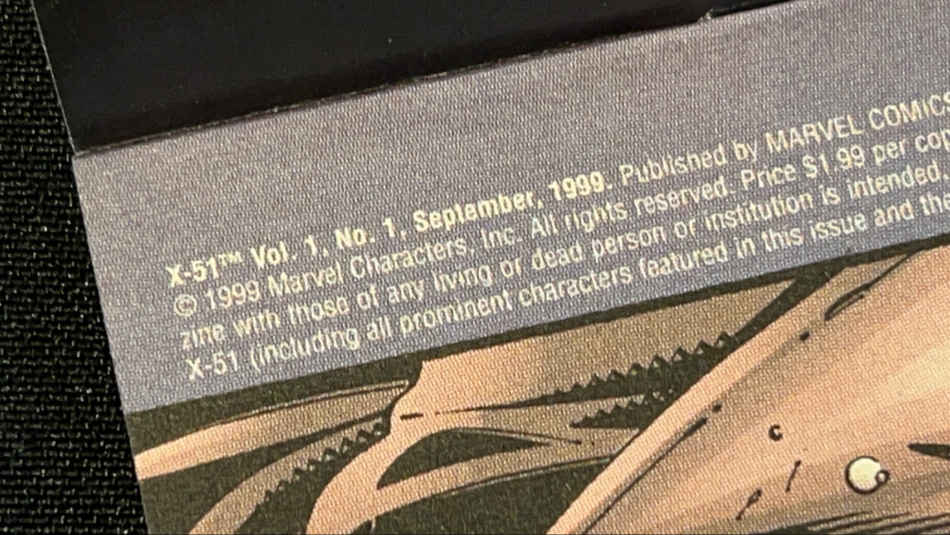 X-51™ Vol. 1, No. 1, September, 1999. Published by MARVEL COMICS
© 1999 Marvel Characters, Inc. All rights reserved. Price $1.99 per
zine with those of any living or dead person or institution is intended.
X-51 (including all prominent characters featured in this issue and